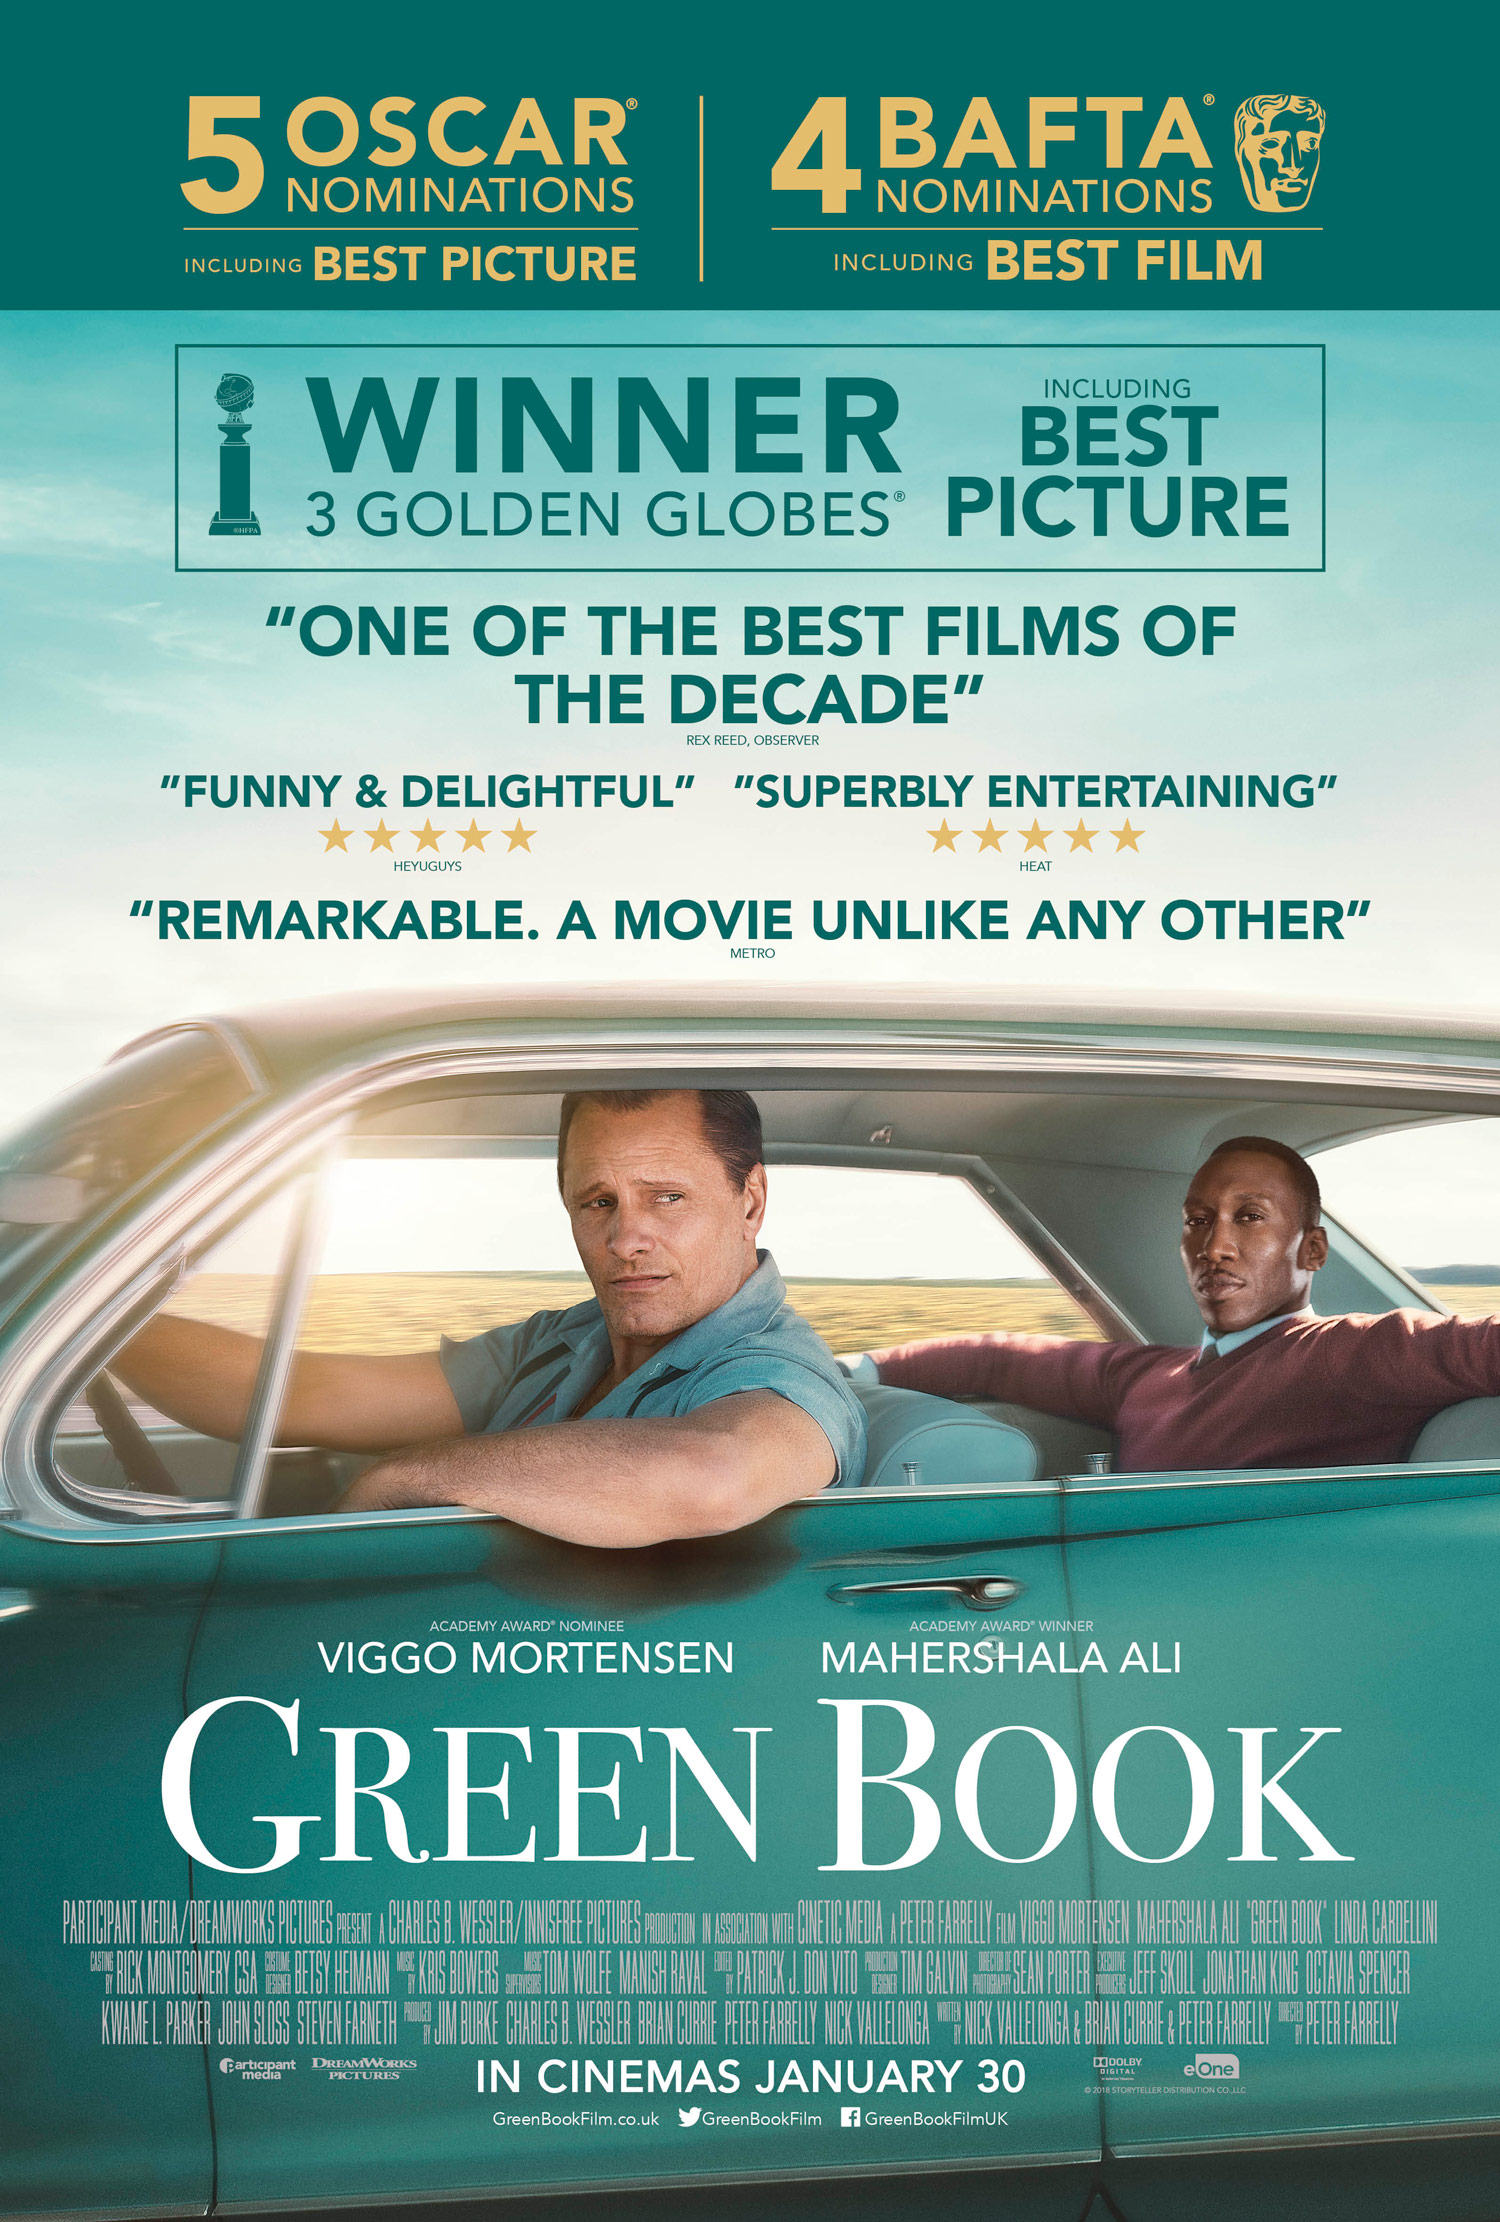 5 OSCAR® NOMINATIONS
INCLUDING BEST PICTURE
4 BAFTA® NOMINATIONS
INCLUDING BEST FILM
©HFPA
WINNER
3 GOLDEN GLOBES®
INCLUDING
BEST
PICTURE
"ONE OF THE BEST FILMS OF
THE DECADE"
REX REED, OBSERVER
"FUNNY & DELIGHTFUL"
★★★★★
HEYUGUYS
"SUPERBLY ENTERTAINING"
★★★★★
HEAT
"REMARKABLE. A MOVIE UNLIKE ANY OTHER"
METRO
ACADEMY AWARD® NOMINEE
VIGGO MORTENSEN
ACADEMY AWARD® WINNER
MAHERSHALA ALI
GREEN BOOK
PARTICIPANT MEDIA/DREAMWORKS PICTURES PRESENT A CHARLES B. WESSLER/INNISFREE PICTURES PRODUCTION IN ASSOCIATION WITH CINETIC MEDIA A PETER FARRELLY FILM VIGGO MORTENSEN MAHERSHALA ALI "GREEN BOOK" LINDA CARDELLINI
CASTING BY RICK MONTGOMERY CSA COSTUME DESIGNER BETSY HEIMANN MUSIC BY KRIS BOWERS MUSIC SUPERVISORS TOM WOLFE MANISH RAVAL EDITED BY PATRICK J. DON VITO PRODUCTION DESIGNER TIM GALVIN DIRECTOR OF PHOTOGRAPHY SEAN PORTER EXECUTIVE PRODUCERS JEFF SKOLL JONATHAN KING OCTAVIA SPENCER
KWAME L. PARKER JOHN SLOSS STEVEN FARNETH PRODUCED BY JIM BURKE CHARLES B. WESSLER BRIAN CURRIE PETER FARRELLY NICK VALLELONGA WRITTEN BY NICK VALLELONGA & BRIAN CURRIE & PETER FARRELLY DIRECTED BY PETER FARRELLY
participant media
DREAMWORKS PICTURES
IN CINEMAS JANUARY 30
DOLBY DIGITAL
eOne
© 2018 STORYTELLER DISTRIBUTION CO., LLC
GreenBookFilm.co.uk GreenBookFilm GreenBookFilmUK